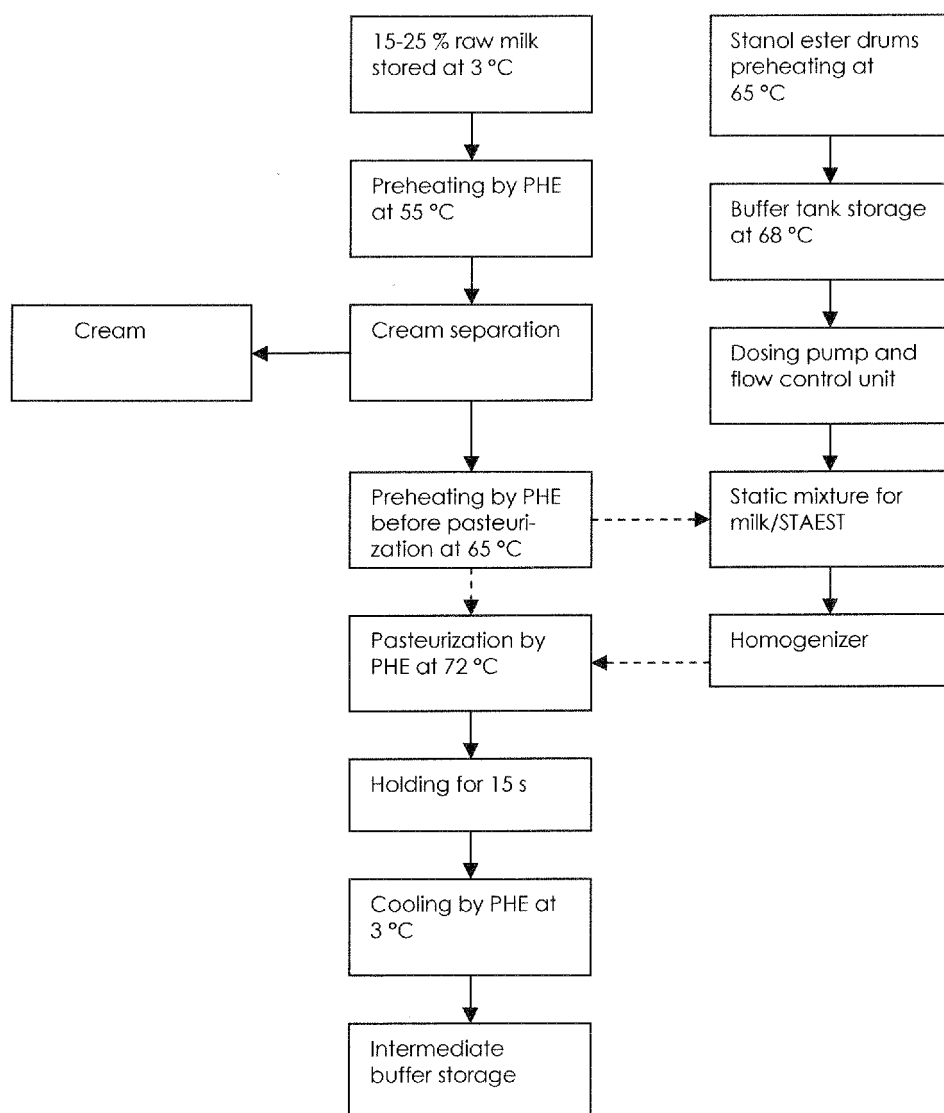 15-25 % raw milk
stored at 3 °C
Stanol ester drums
preheating at
65 °C
Preheating by PHE
at 55 °C
Buffer tank storage
at 68 °C
Cream
Cream separation
Dosing pump and
flow control unit
Preheating by PHE
before pasteuri-
zation at 65 °C
Static mixture for
milk/STAEST
Pasteurization by
PHE at 72 °C
Homogenizer
Holding for 15 s
Cooling by PHE at
3 °C
Intermediate
buffer storage